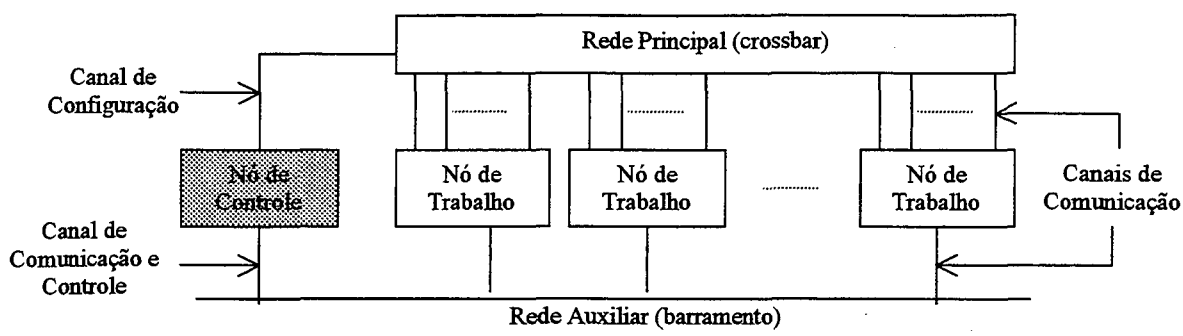 Rede Principal (crossbar)
Canal de
Configuração
Nó de
Controle
Nó de
Trabalho
Nó de
Trabalho
Nó de
Trabalho
Canais de
Comunicação
Canal de
Comunicação e
Controle
Rede Auxiliar (barramento)